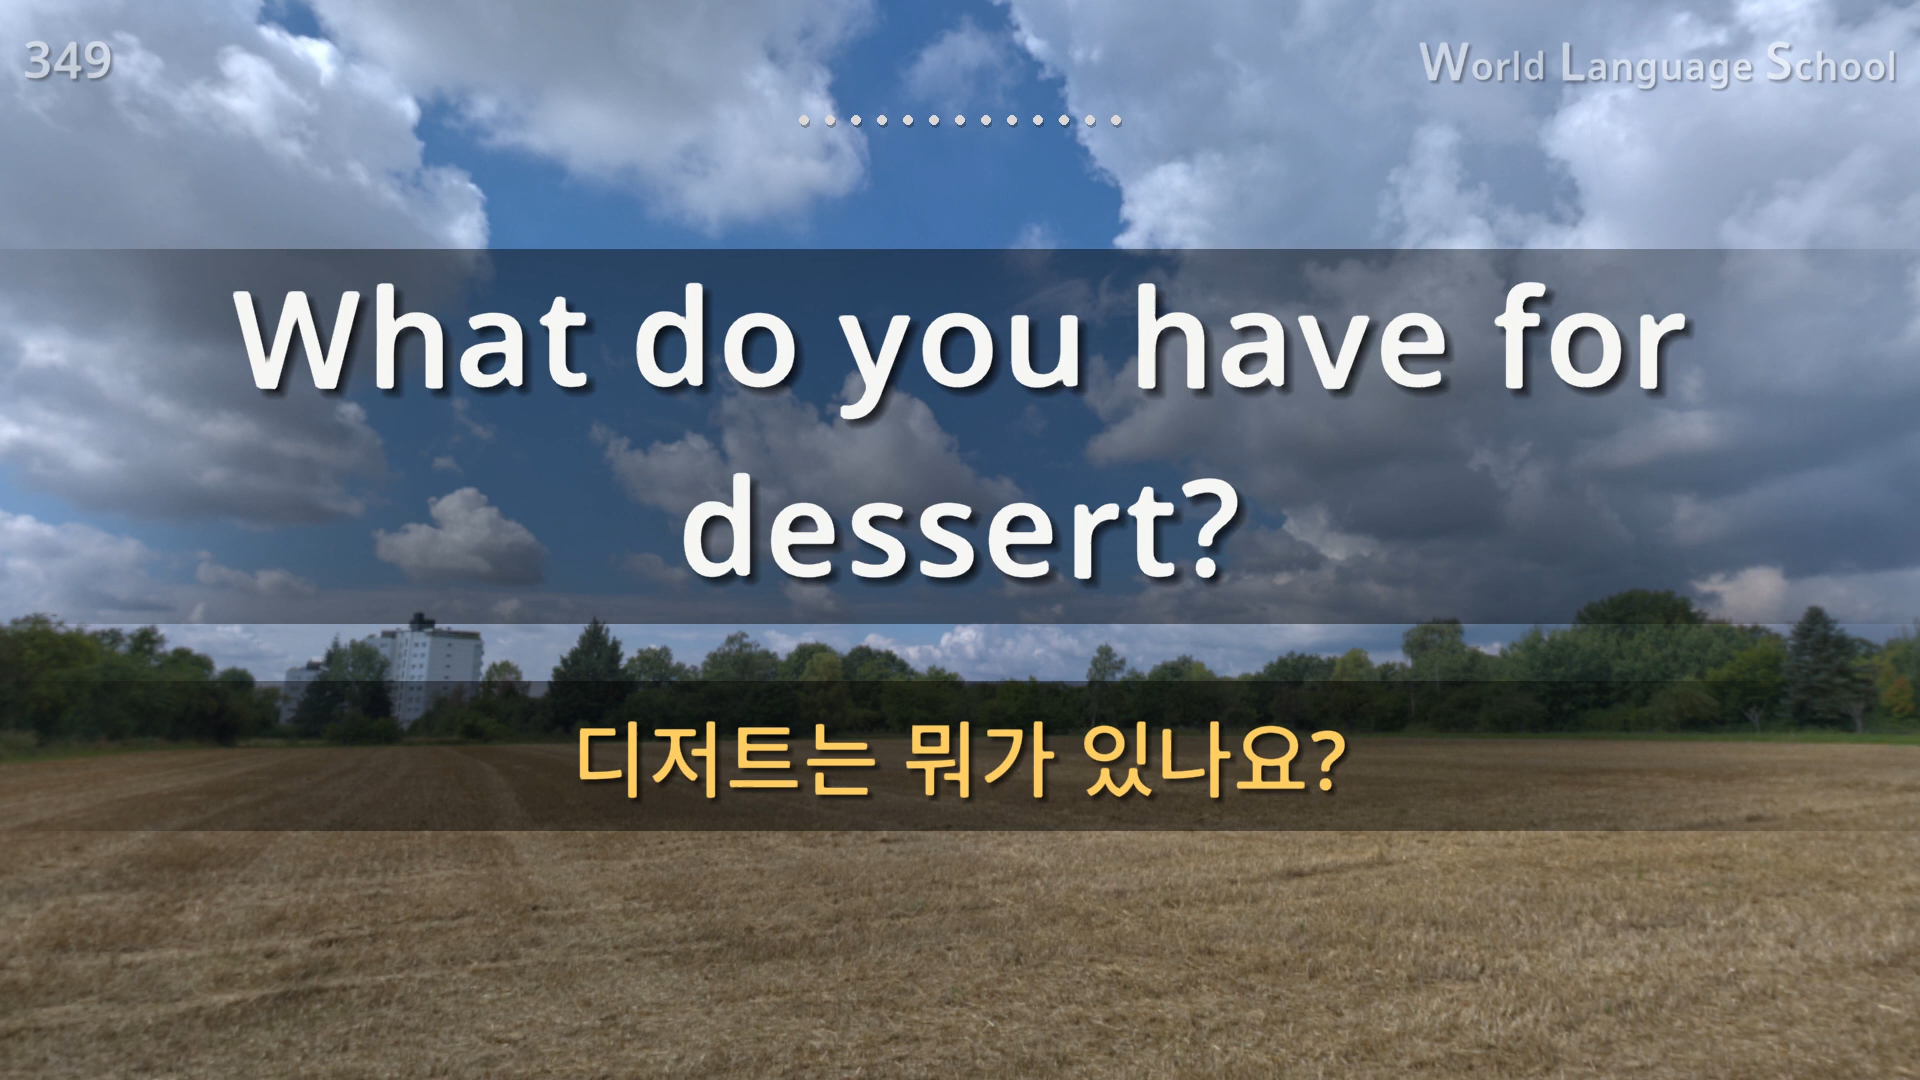 349
World Language School
What do you have for
dessert?
디저트는 뭐가 있나요?